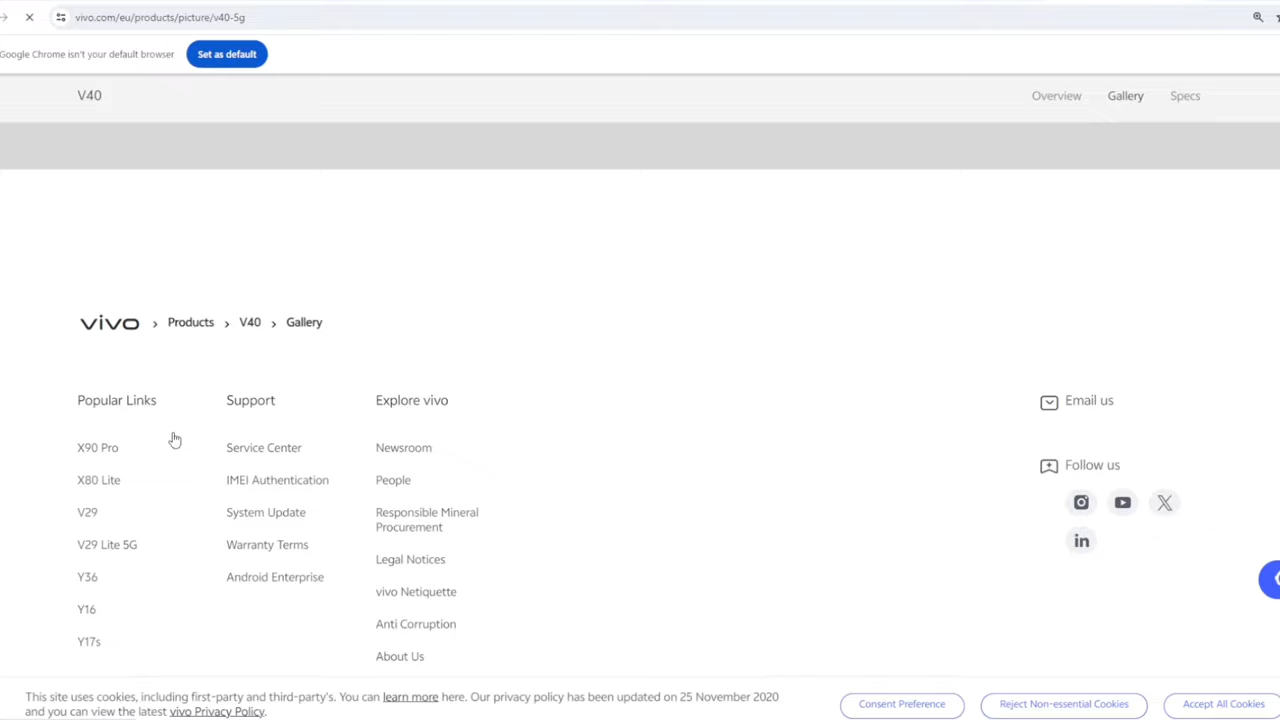 vivo.com/eu/products/picture/v40-5g
Google Chrome isn't your default browser
Set as default
V40
Overview
Gallery
Specs
vivo > Products > V40 > Gallery
Popular Links
X90 Pro
X80 Lite
V29
V29 Lite 5G
Y36
Y16
Y17s
Support
Service Center
IMEI Authentication
System Update
Warranty Terms
Android Enterprise
Explore vivo
Newsroom
People
Responsible Mineral
Procurement
Legal Notices
vivo Netiquette
Anti Corruption
About Us
Email us
Follow us
This site uses cookies, including first-party and third-party's. You can learn more here. Our privacy policy has been updated on 25 November 2020
and you can view the latest vivo Privacy Policy.
Consent Preference
Reject Non-essential Cookies
Accept All Cookies